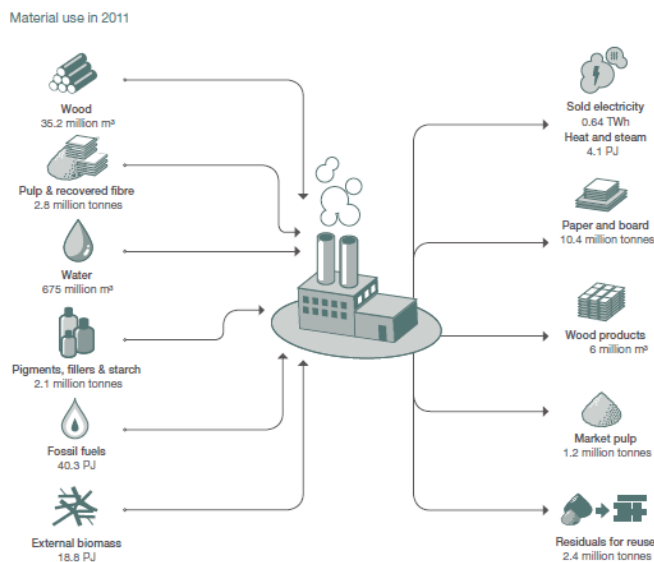 Material use in 2011
Wood
35.2 million m³
Pulp & recovered fibre
2.8 million tonnes
Water
675 million m³
Pigments, fillers & starch
2.1 million tonnes
Fossil fuels
40.3 PJ
External biomass
18.8 PJ
Sold electricity
0.64 TWh
Heat and steam
4.1 PJ
Paper and board
10.4 million tonnes
Wood products
6 million m³
Market pulp
1.2 million tonnes
Residuals for reuse
2.4 million tonnes